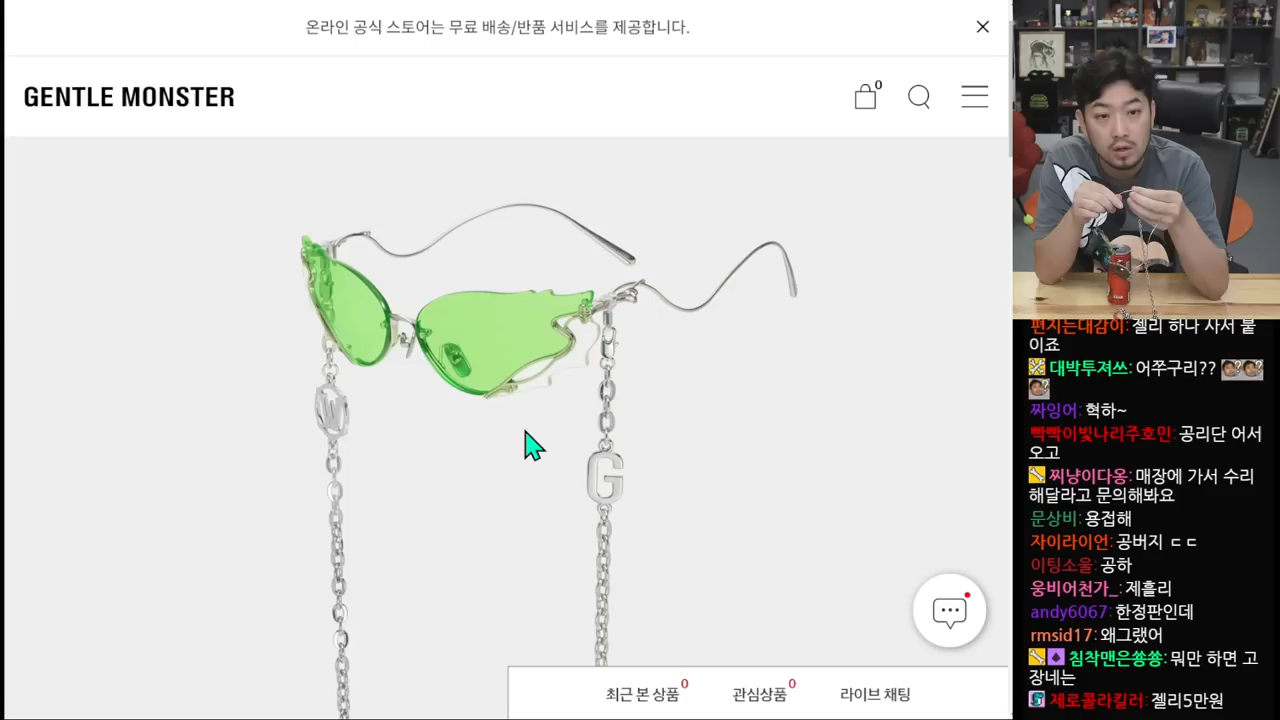 온라인 공식 스토어는 무료 배송/반품 서비스를 제공합니다.
GENTLE MONSTER
0
W
G
최근 본 상품 0
관심상품 0
라이브 채팅
편지는대감이: 젤리 하나 사서 붙
이죠
대박투져쓰: 어쭈구리??
짜잉어: 혁하~
빡빡이빛나리주호민: 공리단 어서
오고
찌냥이다옹: 매장에 가서 수리
해달라고 문의해봐요
문상비: 용접해
자이라이언: 공버지 ㄷㄷ
이팅소울: 공하
웅비어천가_: 제흘리
andy6067: 한정판인데
rmsid17: 왜그랬어
침착맨은쏭쏭: 뭐만 하면 고
장네는
제로콜라킬러: 젤리5만원